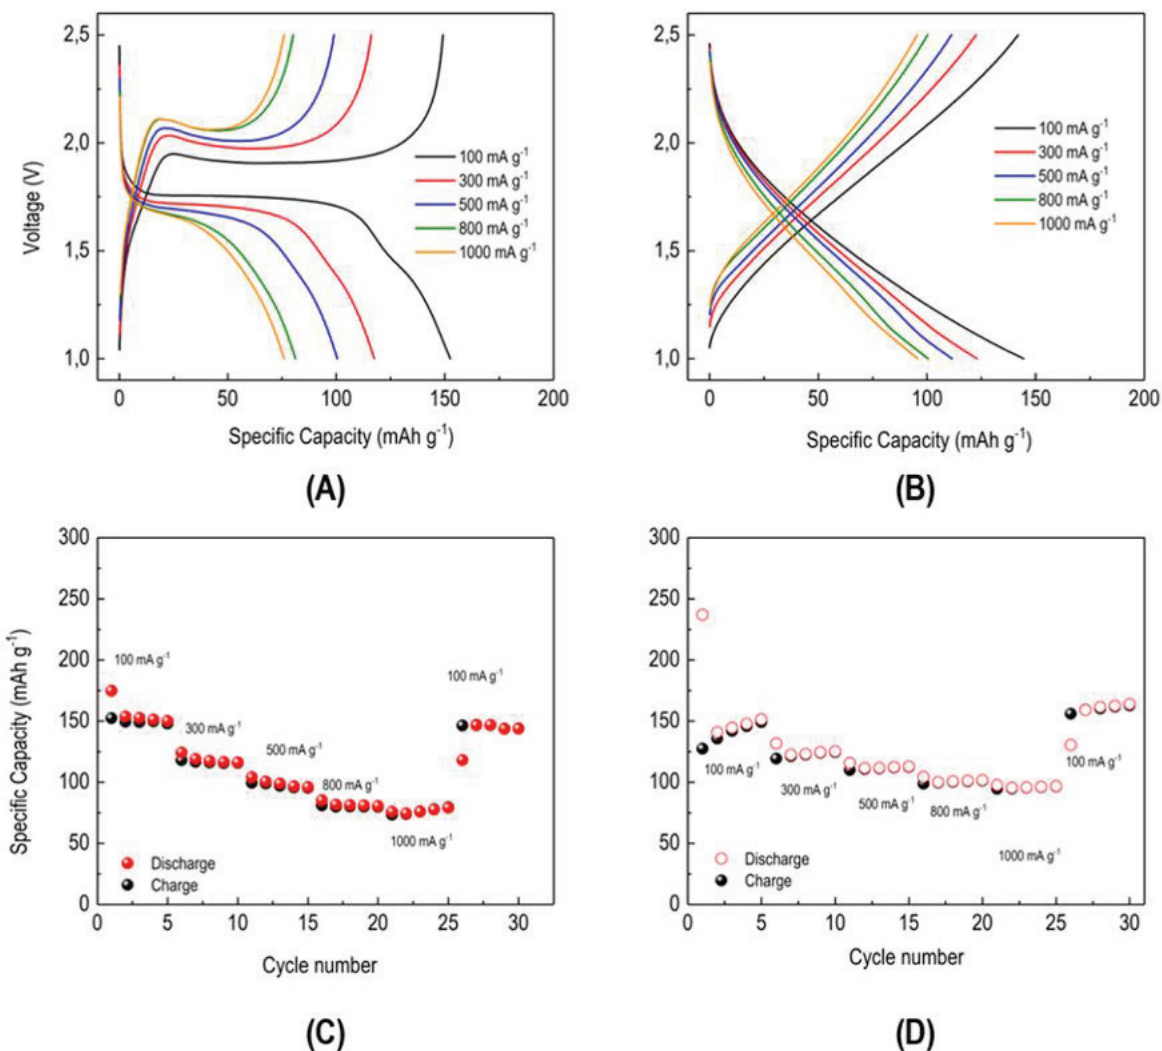 2,5
2,0
1,5
1,0
Voltage (V)
0 50 100 150 200
Specific Capacity (mAh g⁻¹)
100 mA g⁻¹
300 mA g⁻¹
500 mA g⁻¹
800 mA g⁻¹
1000 mA g⁻¹
(A)
2,5
2,0
1,5
1,0
0 50 100 150 200
Specific Capacity (mAh g⁻¹)
100 mA g⁻¹
300 mA g⁻¹
500 mA g⁻¹
800 mA g⁻¹
1000 mA g⁻¹
(B)
300
250
200
150
100
50
0
Specific Capacity (mAh g⁻¹)
100 mA g⁻¹
300 mA g⁻¹
500 mA g⁻¹
800 mA g⁻¹
1000 mA g⁻¹
100 mA g⁻¹
Discharge
Charge
0 5 10 15 20 25 30
Cycle number
(C)
300
250
200
150
100
50
0
100 mA g⁻¹
300 mA g⁻¹
500 mA g⁻¹
800 mA g⁻¹
1000 mA g⁻¹
100 mA g⁻¹
Discharge
Charge
0 5 10 15 20 25 30
Cycle number
(D)